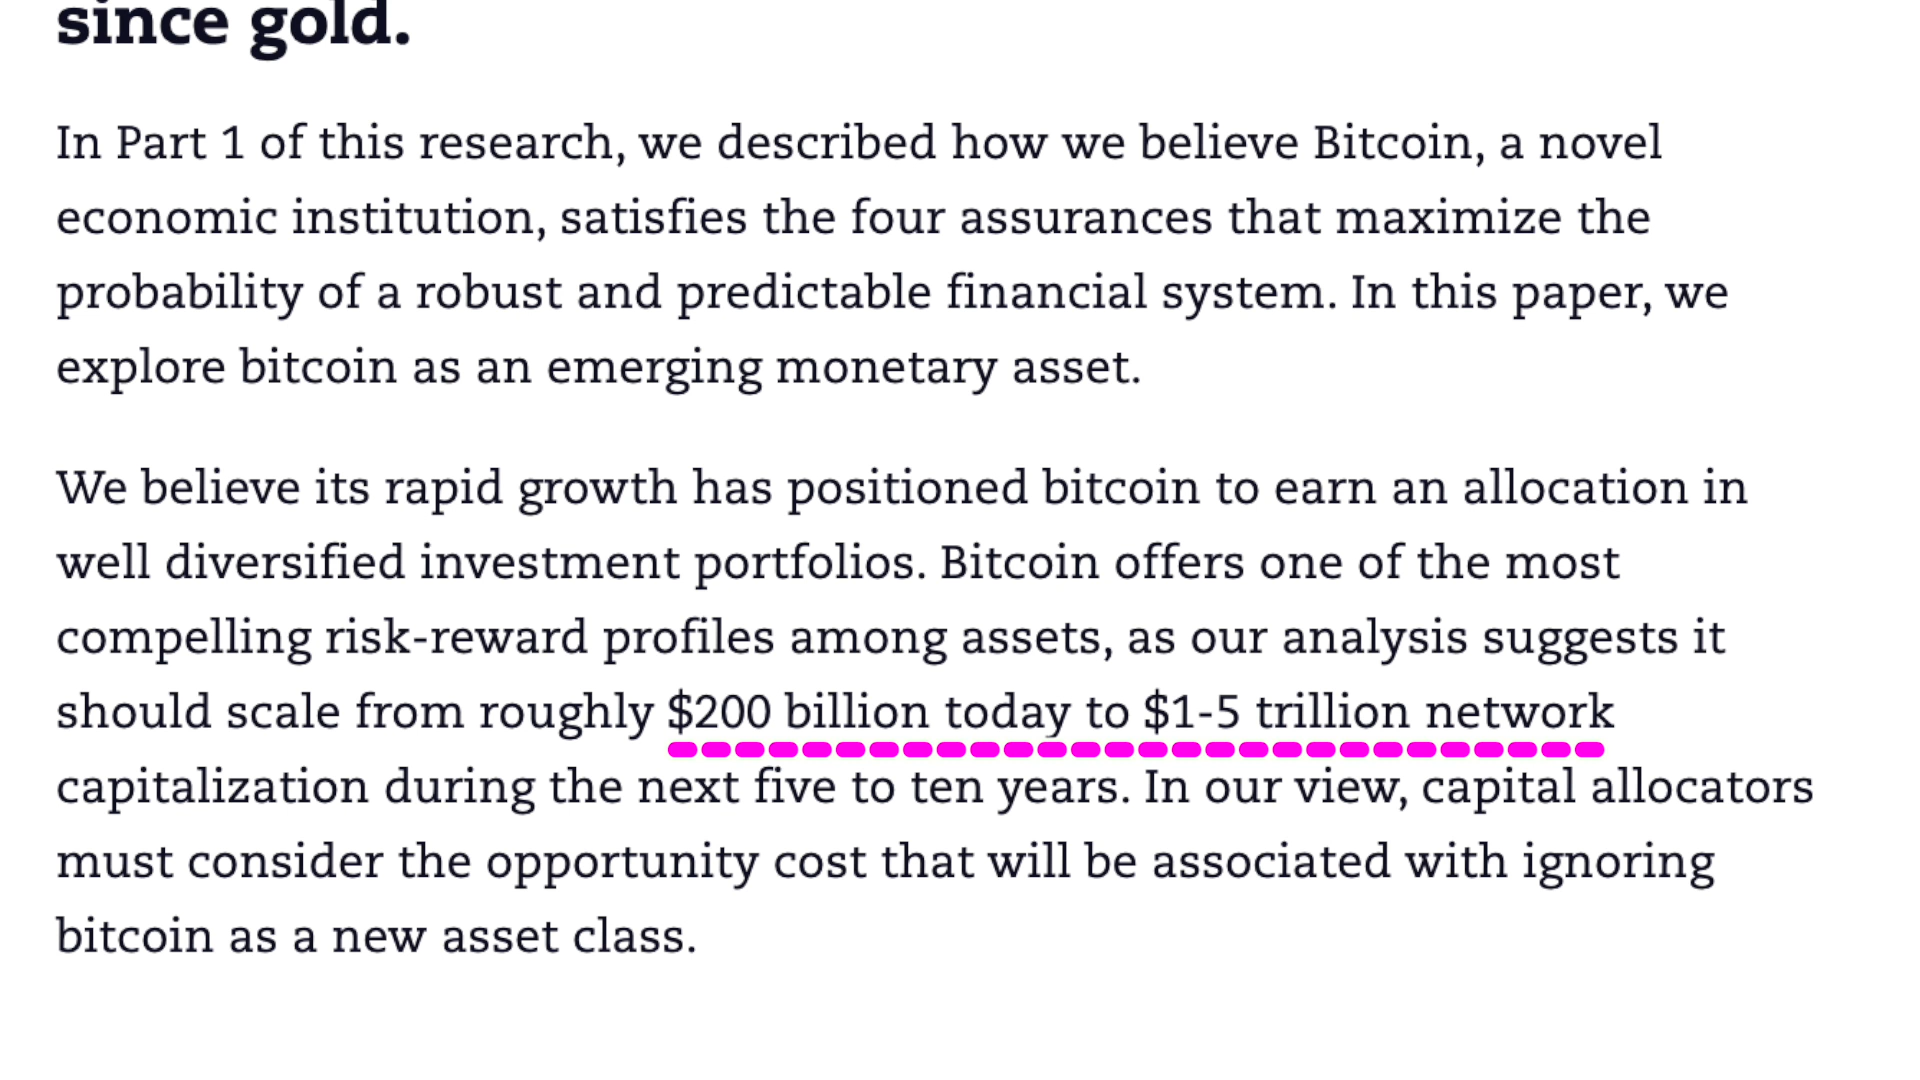 since gold.
In Part 1 of this research, we described how we believe Bitcoin, a novel
economic institution, satisfies the four assurances that maximize the
probability of a robust and predictable financial system. In this paper, we
explore bitcoin as an emerging monetary asset.
We believe its rapid growth has positioned bitcoin to earn an allocation in
well diversified investment portfolios. Bitcoin offers one of the most
compelling risk-reward profiles among assets, as our analysis suggests it
should scale from roughly $200 billion today to $1-5 trillion network
capitalization during the next five to ten years. In our view, capital allocators
must consider the opportunity cost that will be associated with ignoring
bitcoin as a new asset class.